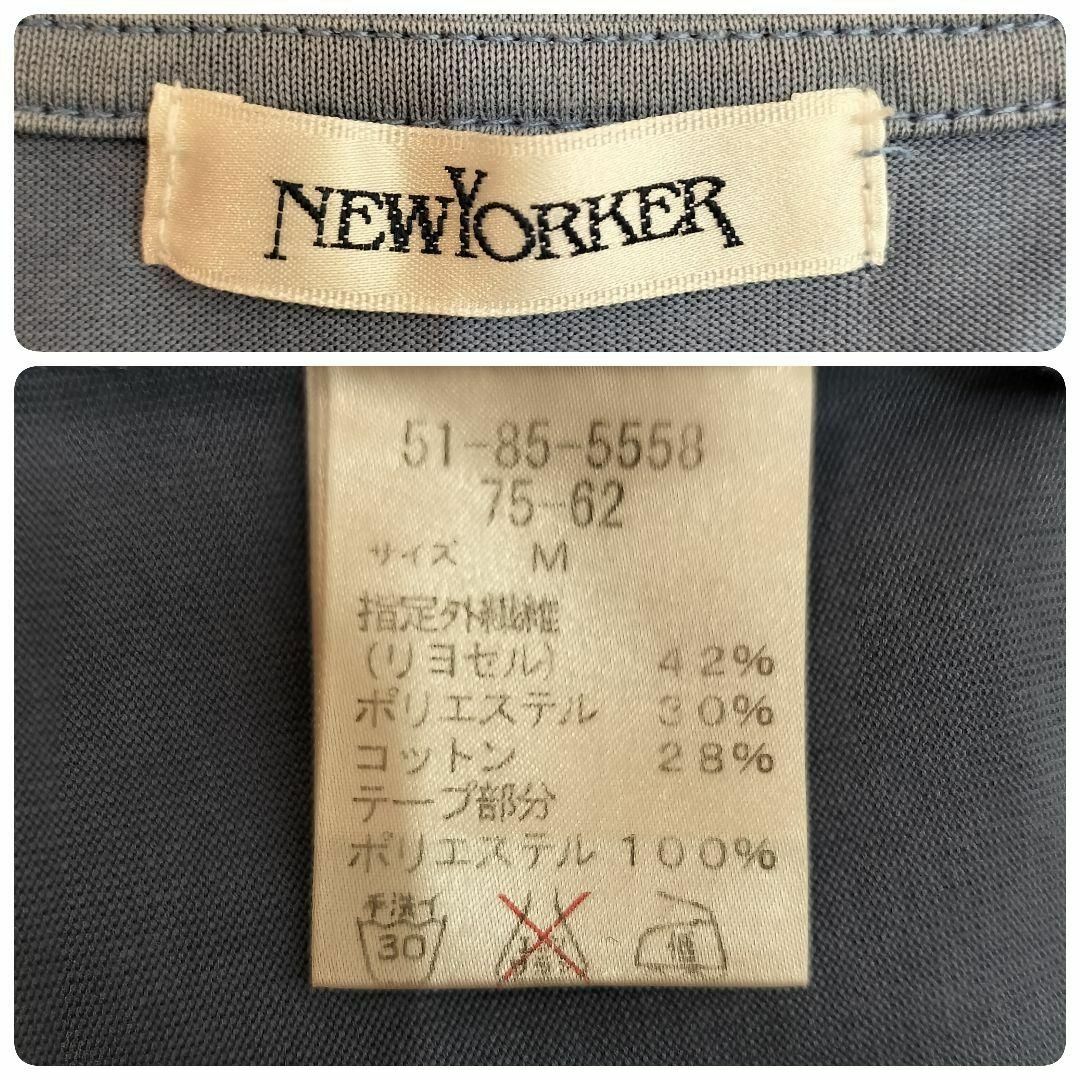 NEWYORKER
51-85-5558
75-62
サイズ M
指定外繊維
(リヨセル) 42%
ポリエステル 30%
コットン 28%
テープ部分
ポリエステル 100%
手洗イ
30
低